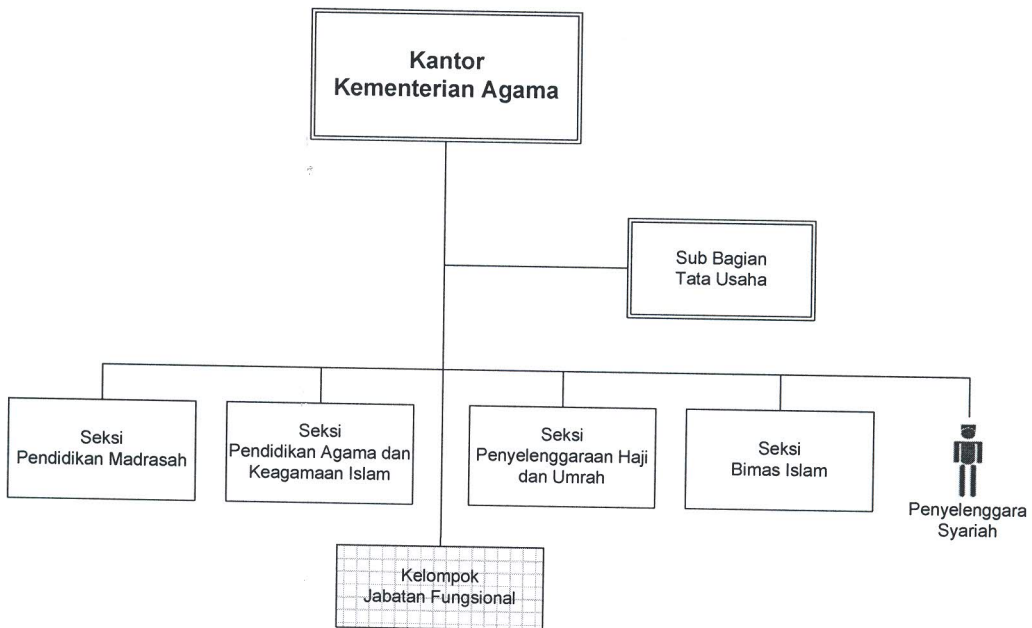 Kantor
Kementerian Agama
Sub Bagian
Tata Usaha
Seksi
Pendidikan Madrasah
Seksi
Pendidikan Agama dan
Keagamaan Islam
Seksi
Penyelenggaraan Haji
dan Umrah
Seksi
Bimas Islam
Penyelenggara
Syariah
Kelompok
Jabatan Fungsional